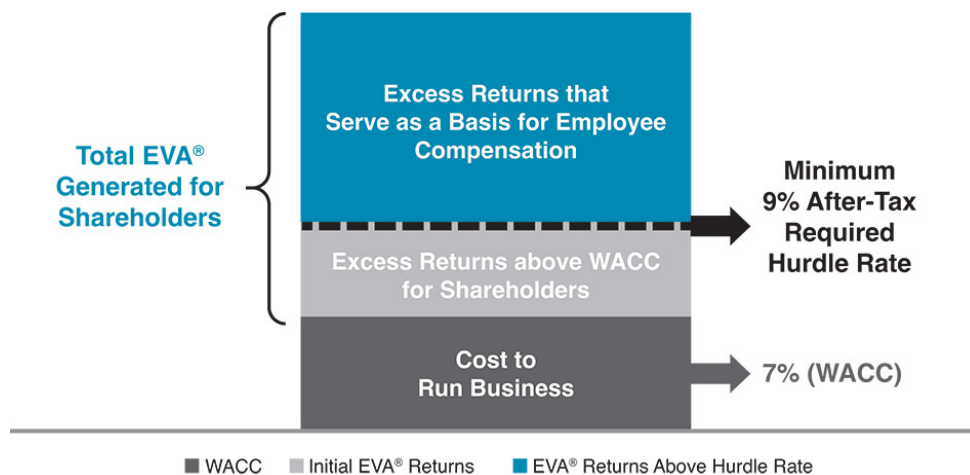 Total EVA®
Generated for
Shareholders
Excess Returns that
Serve as a Basis for Employee
Compensation
Minimum
9% After-Tax
Required
Hurdle Rate
Excess Returns above WACC
for Shareholders
Cost to
Run Business
7% (WACC)
WACC
Initial EVA® Returns
EVA® Returns Above Hurdle Rate